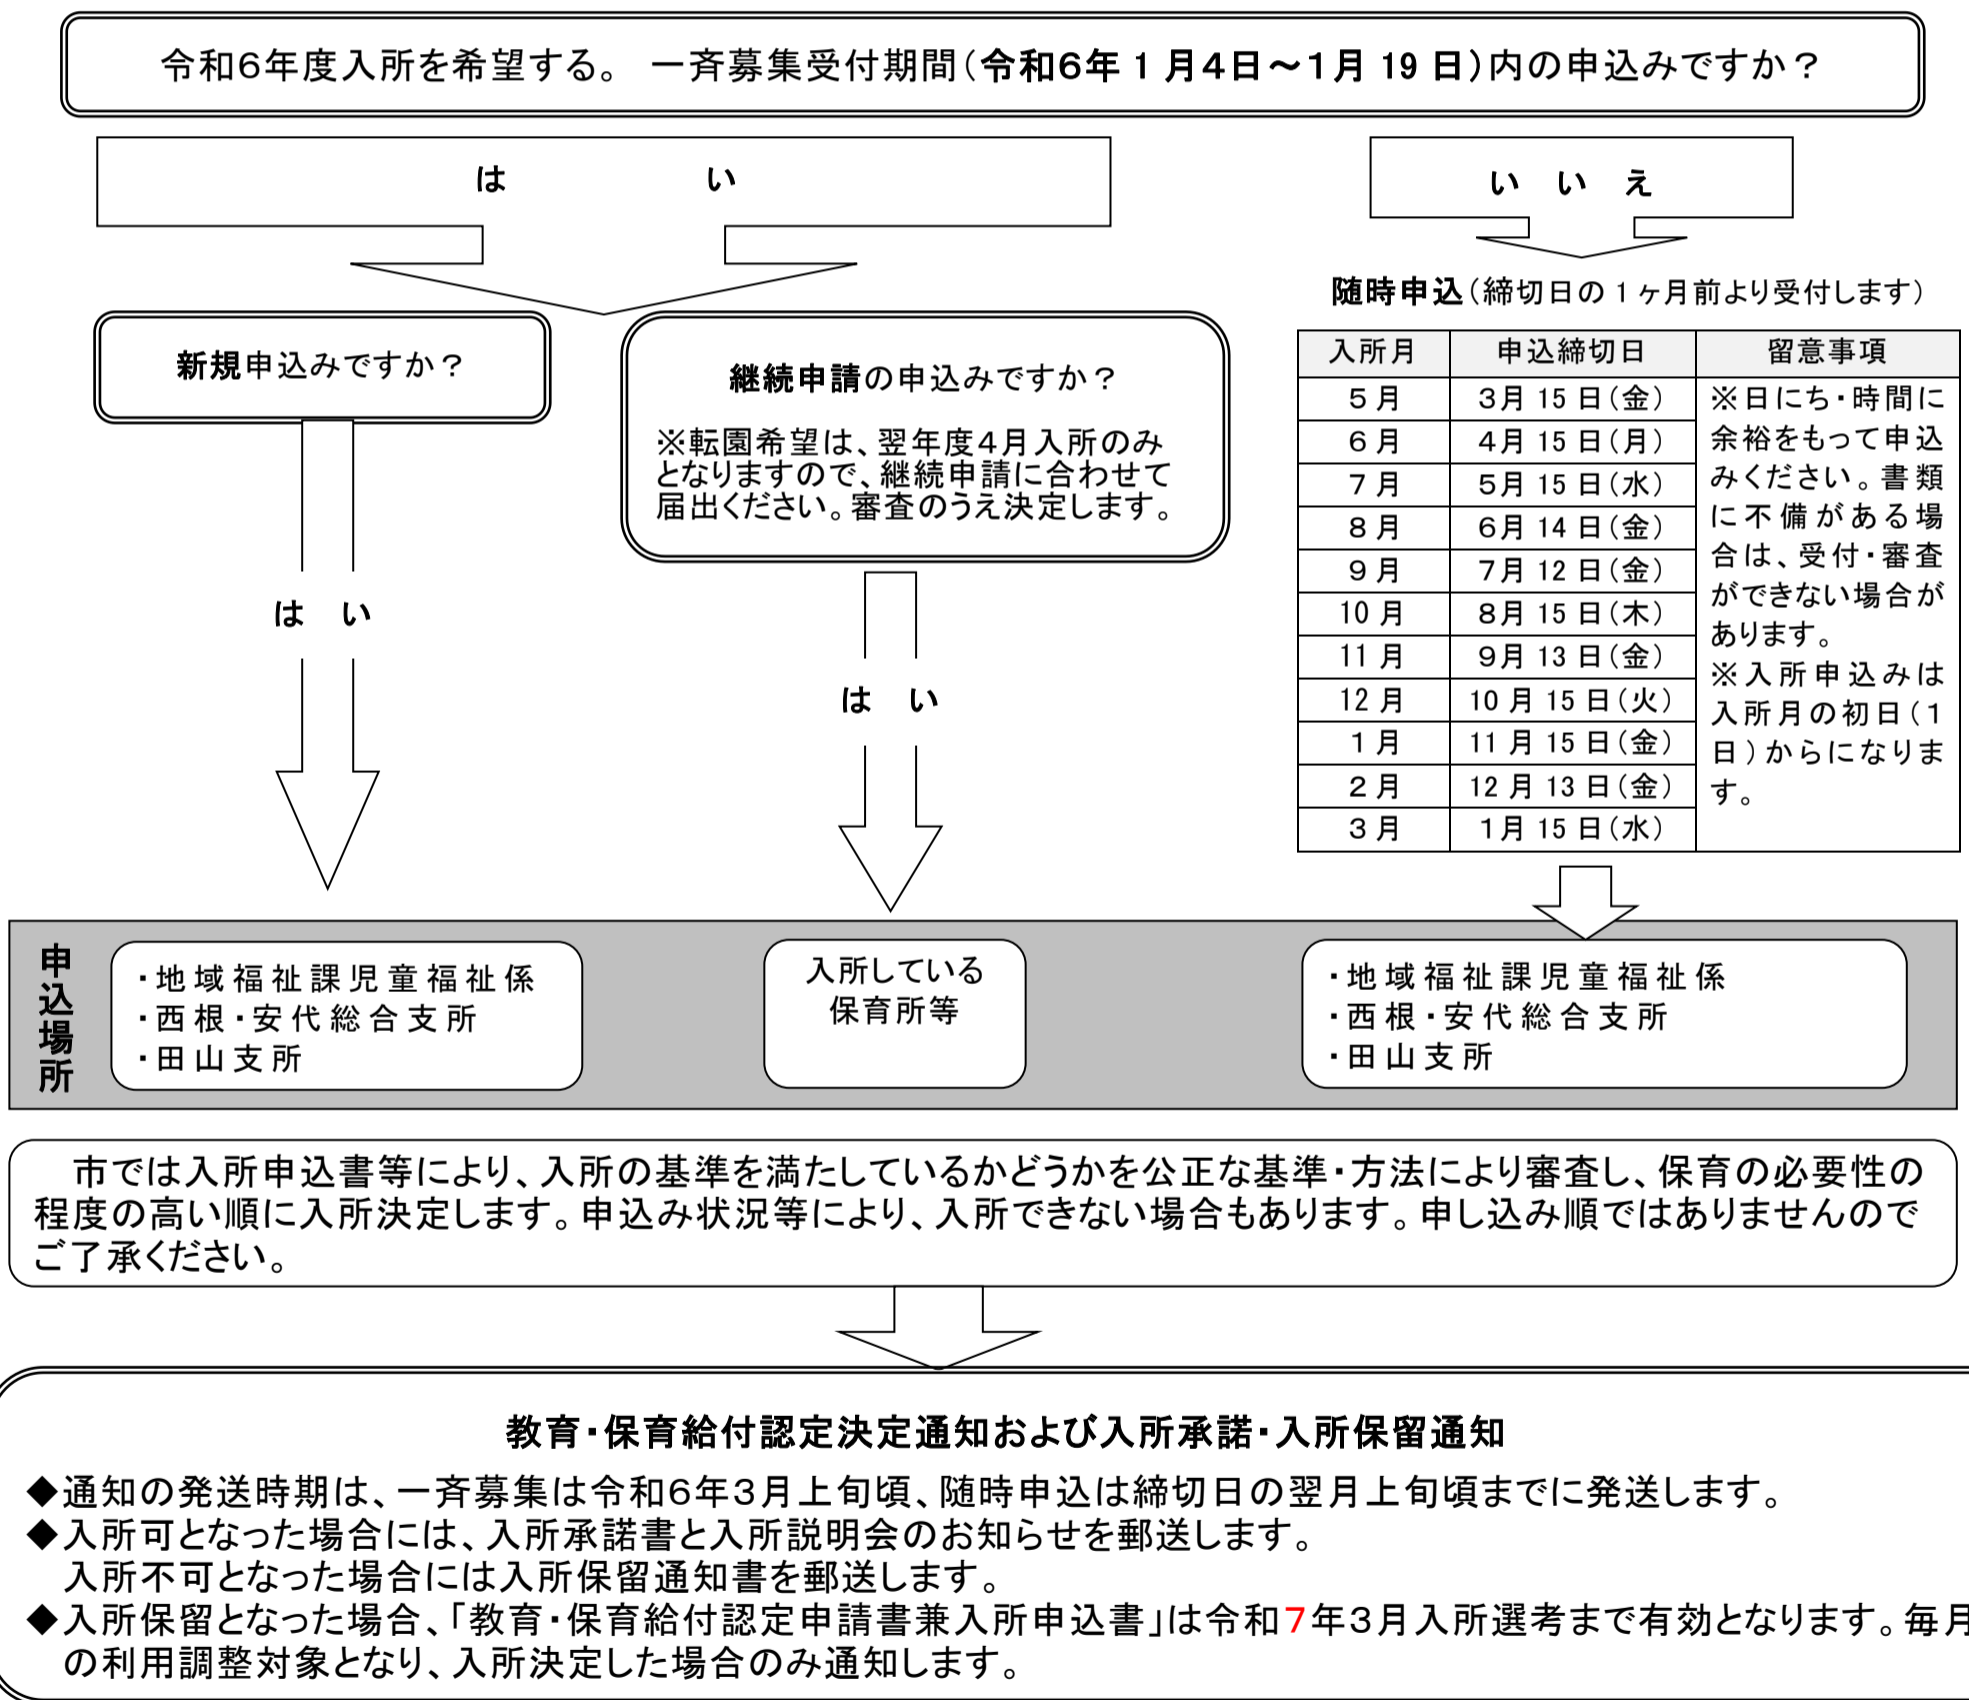 令和6年度入所を希望する。　一斉募集受付期間（令和6年 1 月4日～1月 19 日）内の申込みですか？
は　い
い　い　え
新規申込みですか？
は　い
継続申請の申込みですか？
※転園希望は、翌年度4月入所のみ
となりますので、継続申請に合わせて
届出ください。審査のうえ決定します。
は　い
随時申込（締切日の 1 ヶ月前より受付します）
入所月　申込締切日　留意事項
5 月　3月 15 日（金）
6 月　4月 15 日（月）
7 月　5月 15 日（水）
8 月　6月 14 日（金）
9 月　7月 12 日（金）
10 月　8月 15 日（木）
11 月　9月 13 日（金）
12 月　10 月 15 日（火）
1 月　11 月 15 日（金）
2 月　12 月 13 日（金）
3 月　1月 15 日（水）
※日にち・時間に
余裕をもって申込
みください。書類
に不備がある場
合は、受付・審査
ができない場合が
あります。
※入所申込みは
入所月の初日（1
日）からになりま
す。
申込場所
・地域福祉課児童福祉係
・西根・安代総合支所
・田山支所
入所している
保育所等
・地域福祉課児童福祉係
・西根・安代総合支所
・田山支所
市では入所申込書等により、入所の基準を満たしているかどうかを公正な基準・方法により審査し、保育の必要性の
程度の高い順に入所決定します。申込み状況等により、入所できない場合もあります。申し込み順ではありませんので
ご了承ください。
教育・保育給付認定決定通知および入所承諾・入所保留通知
◆通知の発送時期は、一斉募集は令和6年3月上旬頃、随時申込は締切日の翌月上旬頃までに発送します。
◆入所可となった場合には、入所承諾書と入所説明会のお知らせを郵送します。
入所不可となった場合には入所保留通知書を郵送します。
◆入所保留となった場合、「教育・保育給付認定申請書兼入所申込書」は令和7年3月入所選考まで有効となります。毎月
の利用調整対象となり、入所決定した場合のみ通知します。